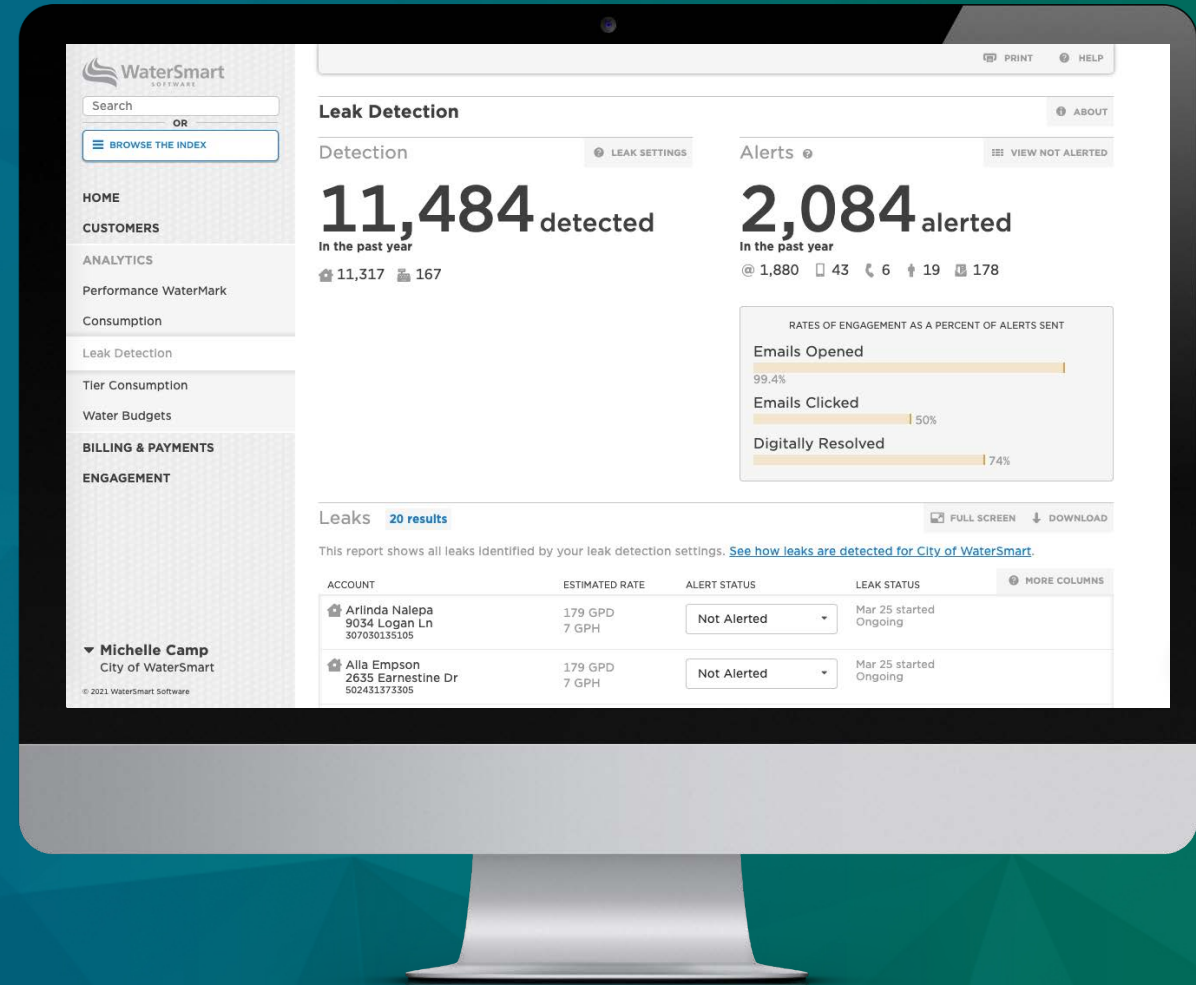 WaterSmart
SOFTWARE
Search
OR
BROWSE THE INDEX
HOME
CUSTOMERS
ANALYTICS
Performance WaterMark
Consumption
Leak Detection
Tier Consumption
Water Budgets
BILLING & PAYMENTS
ENGAGEMENT
Michelle Camp
City of WaterSmart
© 2021 WaterSmart Software
PRINT HELP
Leak Detection ABOUT
Detection LEAK SETTINGS
11,484 detected
In the past year
11,317 167
Alerts VIEW NOT ALERTED
2,084 alerted
In the past year
@ 1,880 43 6 19 178
RATES OF ENGAGEMENT AS A PERCENT OF ALERTS SENT
Emails Opened
99.4%
Emails Clicked
50%
Digitally Resolved
74%
Leaks 20 results FULL SCREEN DOWNLOAD
This report shows all leaks identified by your leak detection settings. See how leaks are detected for City of WaterSmart.
ACCOUNT ESTIMATED RATE ALERT STATUS LEAK STATUS MORE COLUMNS
Arlinda Nalepa 179 GPD Not Alerted Mar 25 started
9034 Logan Ln 7 GPH Ongoing
307030135105
Alla Empson 179 GPD Not Alerted Mar 25 started
2635 Earnestine Dr 7 GPH Ongoing
502431373305